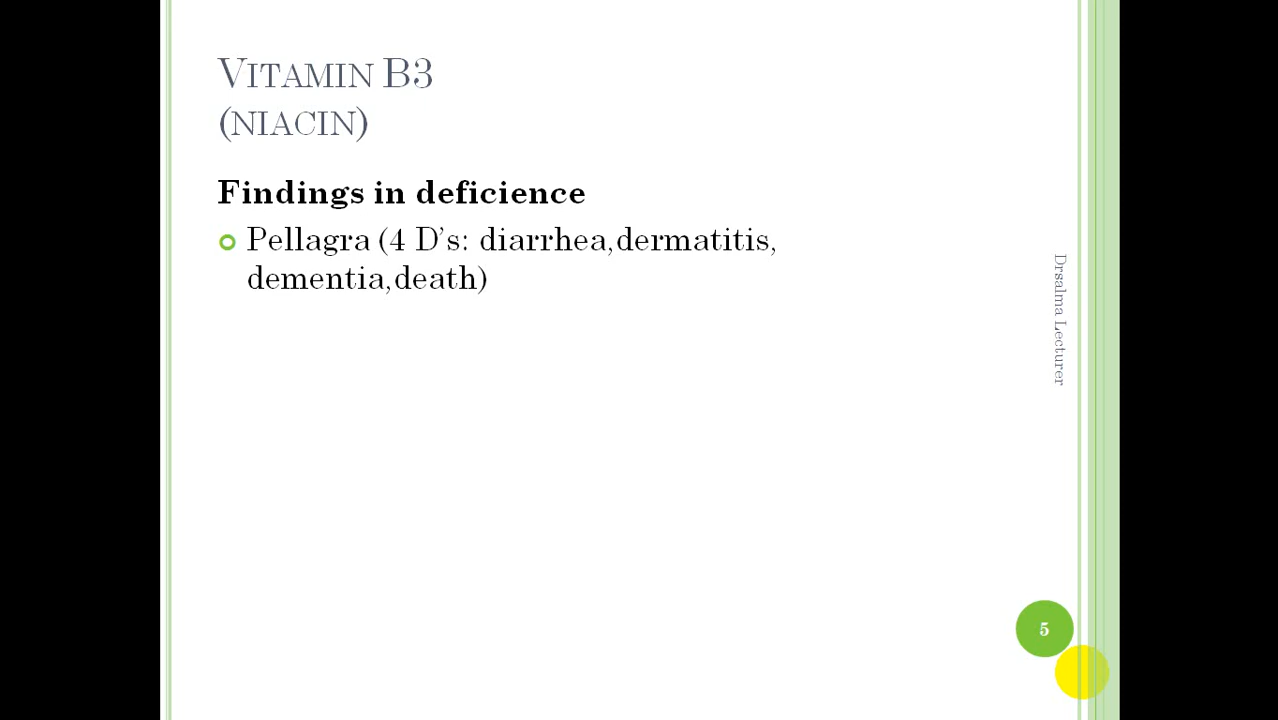 VITAMIN B3
(NIACIN)
Findings in deficience
Pellagra (4 D's: diarrhea,dermatitis,
dementia,death)
Drsalma Lecturer
5